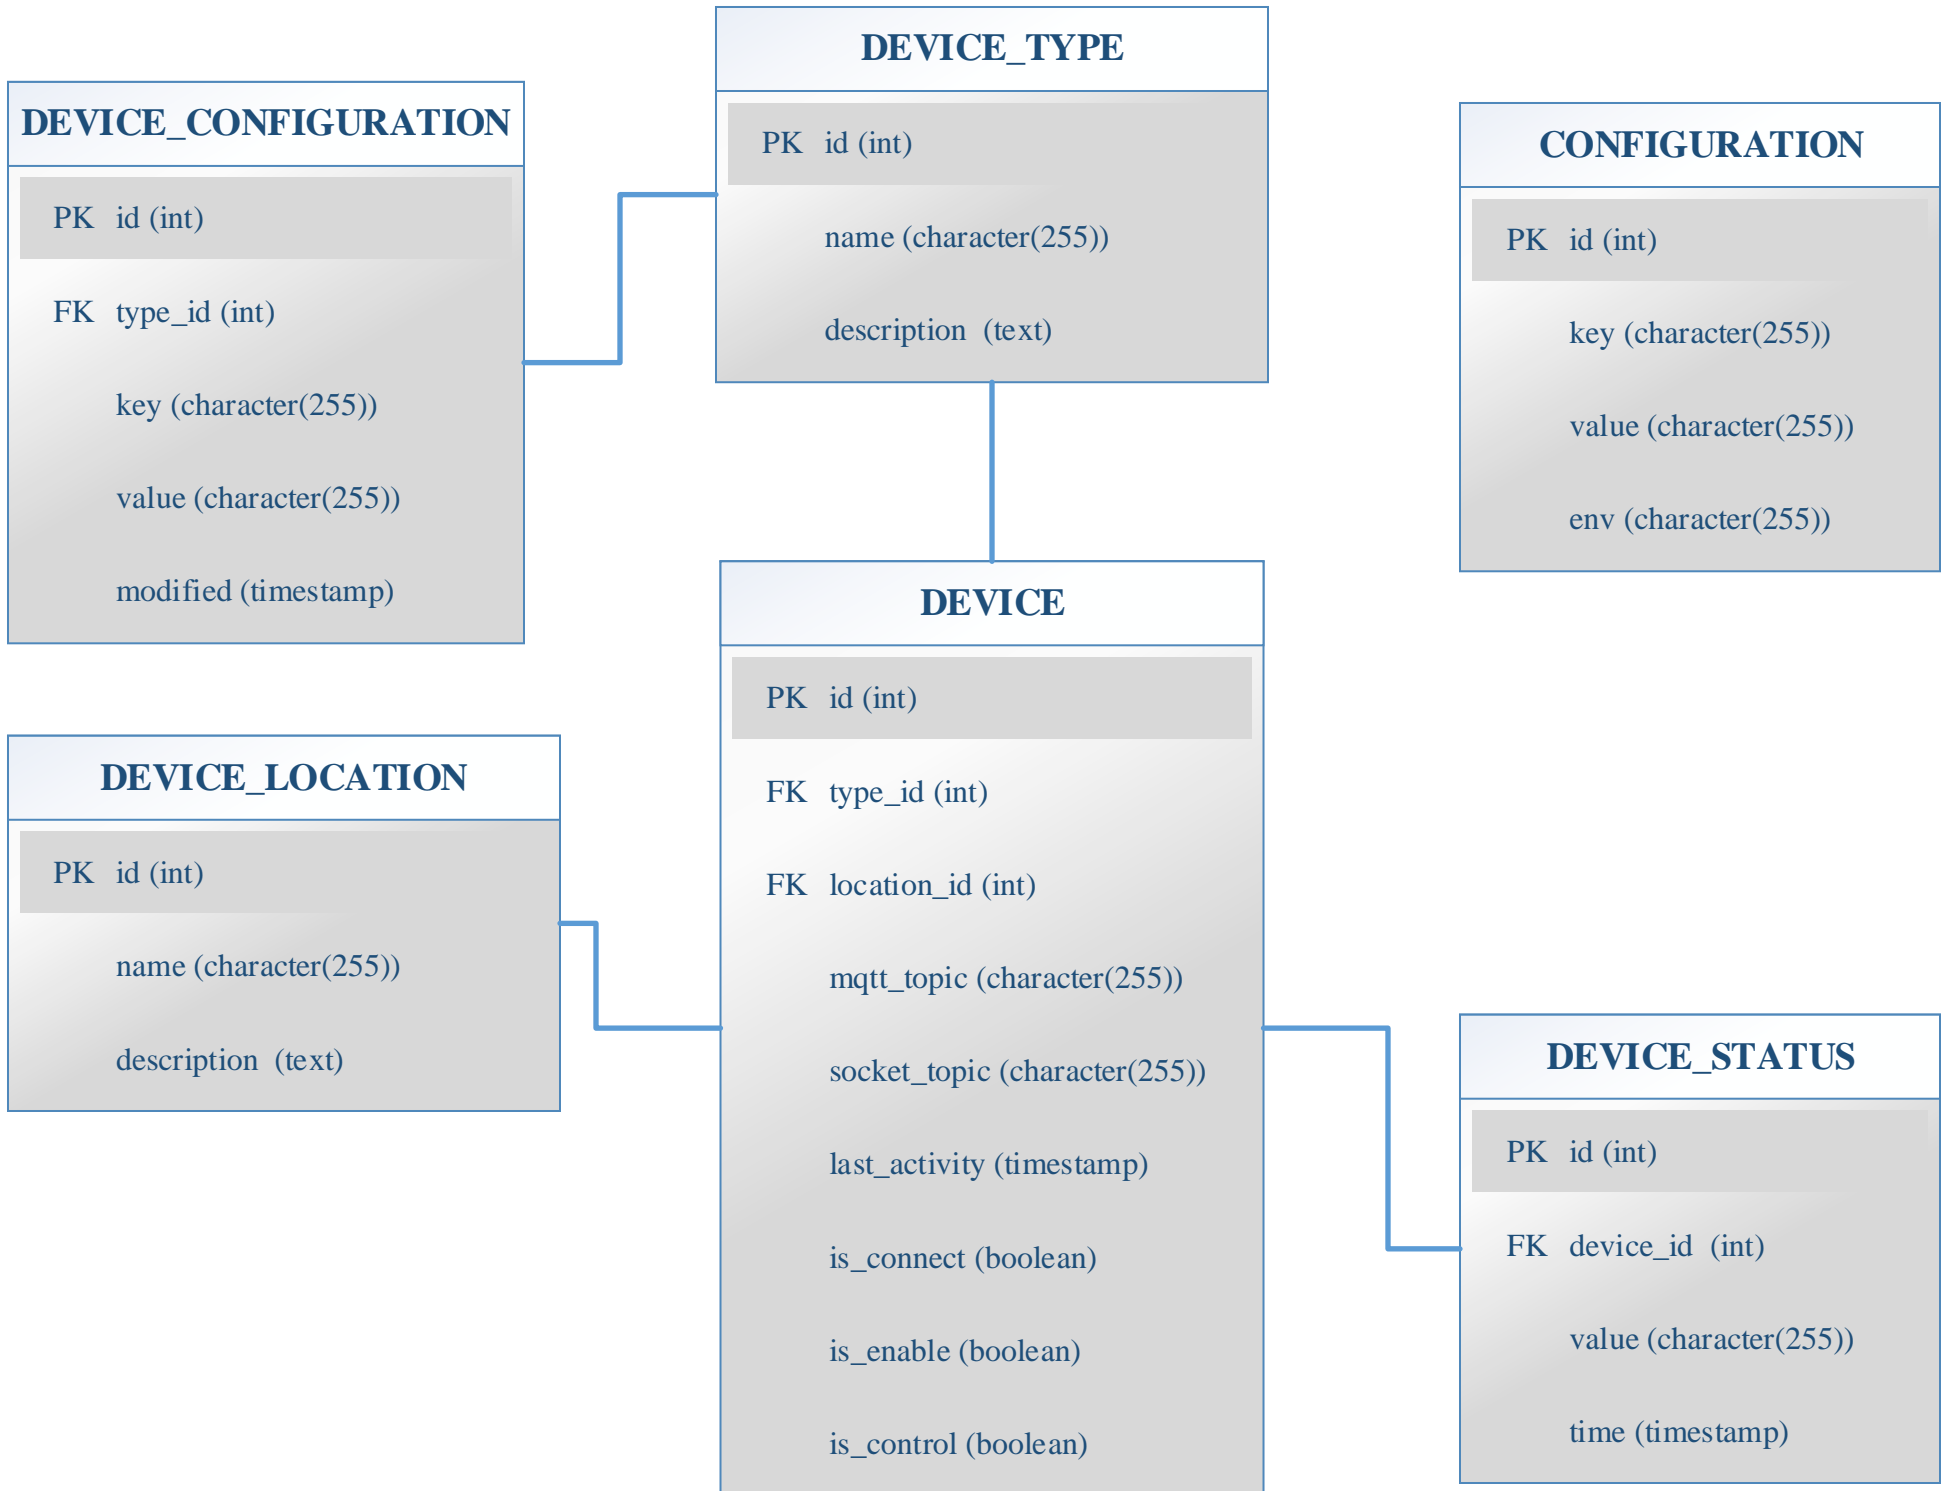 DEVICE_TYPE
PK id (int)
name (character(255))
description (text)
DEVICE_CONFIGURATION
PK id (int)
FK type_id (int)
key (character(255))
value (character(255))
modified (timestamp)
CONFIGURATION
PK id (int)
key (character(255))
value (character(255))
env (character(255))
DEVICE
PK id (int)
FK type_id (int)
FK location_id (int)
mqtt_topic (character(255))
socket_topic (character(255))
last_activity (timestamp)
is_connect (boolean)
is_enable (boolean)
is_control (boolean)
DEVICE_LOCATION
PK id (int)
name (character(255))
description (text)
DEVICE_STATUS
PK id (int)
FK device_id (int)
value (character(255))
time (timestamp)